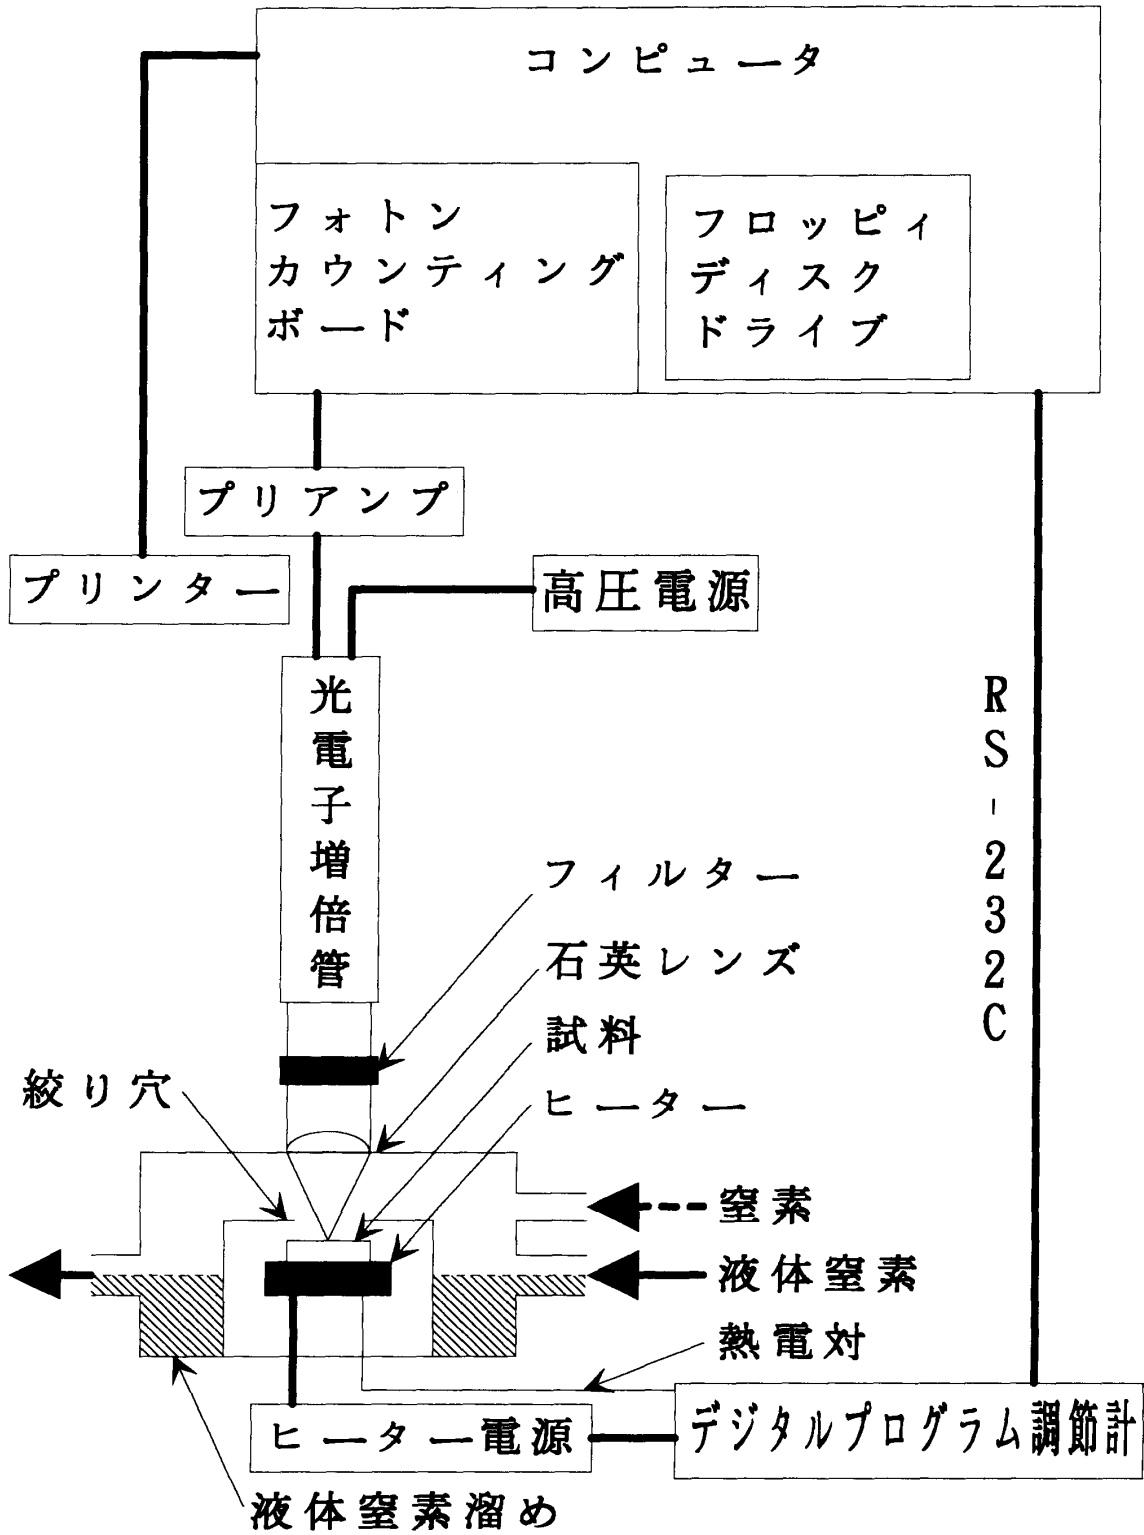 コンピュータ
フォトン
カウンティング
ボード
フロッピィ
ディスク
ドライブ
プリアンプ
プリンター
高圧電源
光電子増倍管
RS-232C
フィルター
石英レンズ
試料
ヒーター
絞り穴
窒素
液体窒素
熱電対
デジタルプログラム調節計
ヒーター電源
液体窒素溜め